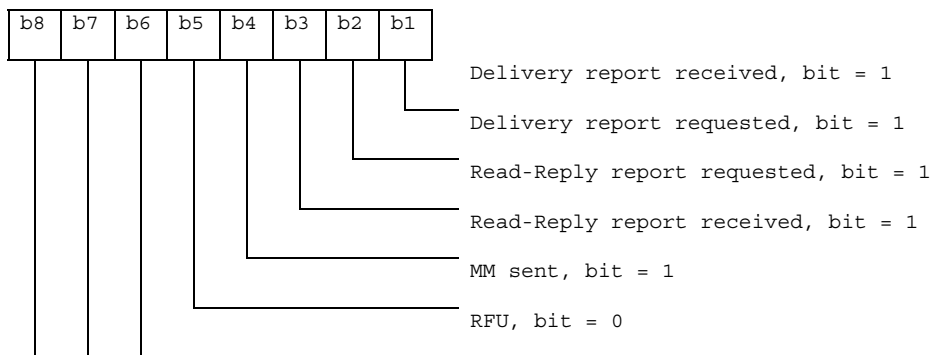 b8 b7 b6 b5 b4 b3 b2 b1
Delivery report received, bit = 1
Delivery report requested, bit = 1
Read-Reply report requested, bit = 1
Read-Reply report received, bit = 1
MM sent, bit = 1
RFU, bit = 0